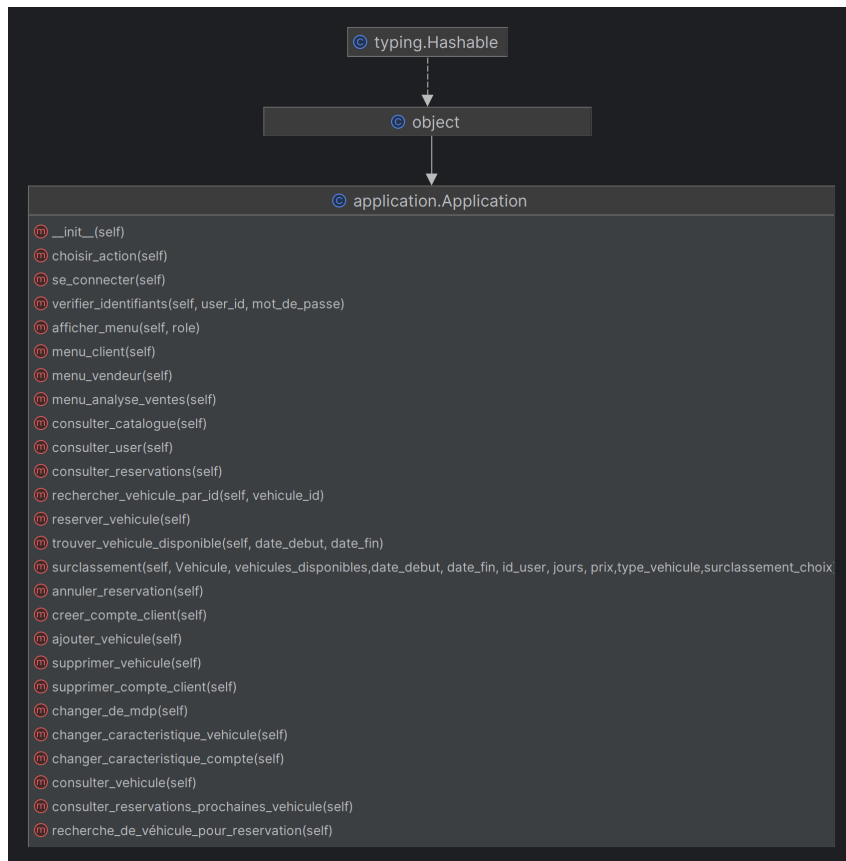 typing.Hashable
object
application.Application
__init__(self)
choisir_action(self)
se_connecter(self)
verifier_identifiants(self, user_id, mot_de_passe)
afficher_menu(self, role)
menu_client(self)
menu_vendeur(self)
menu_analyse_ventes(self)
consulter_catalogue(self)
consulter_user(self)
consulter_reservations(self)
rechercher_vehicule_par_id(self, vehicule_id)
reserver_vehicule(self)
trouver_vehicule_disponible(self, date_debut, date_fin)
surclassement(self, Vehicule, vehicules_disponibles,date_debut, date_fin, id_user, jours, prix,type_vehicule,surclassement_choix)
annuler_reservation(self)
creer_compte_client(self)
ajouter_vehicule(self)
supprimer_vehicule(self)
supprimer_compte_client(self)
changer_de_mdp(self)
changer_caracteristique_vehicule(self)
changer_caracteristique_compte(self)
consulter_vehicule(self)
consulter_reservations_prochaines_vehicule(self)
recherche_de_véhicule_pour_reservation(self)